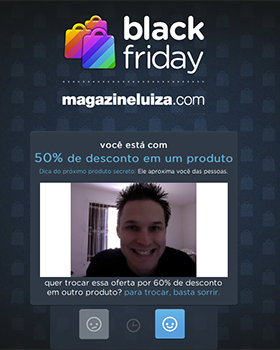 black
friday
magazineluiza.com
você está com
50% de desconto em um produto
Dica do próximo produto secreto: Ele aproxima você das pessoas.
quer trocar essa oferta por 60% de desconto
em outro produto? para trocar, basta sorrir.